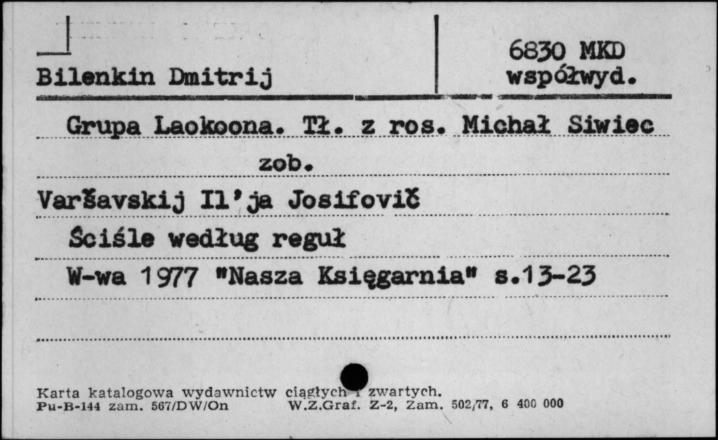 6830 MKD
Bilenkin Dmitrij współwyd.
Grupa Laokoona. Tł. z ros. Michał Siwiec
zob.
Varšavskij Il'ja Josifovič
Ściśle według reguł
W-wa 1977 "Nasza Księgarnia" s.13-23
Karta katalogowa wydawnictw ciągłych i zwartych.
Pu-B-144 zam. 567/DW/On W.Z.Graf. Z-2, Zam. 502/77, 6 400 000